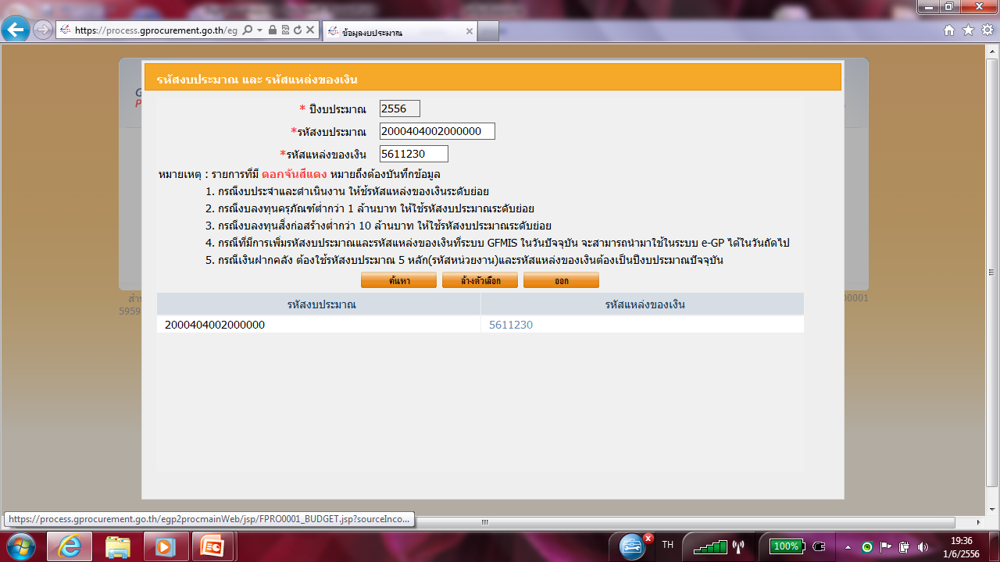 https://process.gprocurement.go.th/eg
ข้อมูลงบประมาณ
รหัสงบประมาณ และ รหัสแหล่งของเงิน
* ปีงบประมาณ 2556
*รหัสงบประมาณ 2000404002000000
*รหัสแหล่งของเงิน 5611230
หมายเหตุ : รายการที่มี ดอกจันสีแดง หมายถึงต้องบันทึกข้อมูล
1. กรณีงบประจำและดำเนินงาน ให้ใช้รหัสแหล่งของเงินระดับย่อย
2. กรณีงบลงทุนครุภัณฑ์ต่ำกว่า 1 ล้านบาท ให้ใช้รหัสงบประมาณระดับย่อย
3. กรณีงบลงทุนสิ่งก่อสร้างต่ำกว่า 10 ล้านบาท ให้ใช้รหัสงบประมาณระดับย่อย
4. กรณีที่มีการเพิ่มรหัสงบประมาณและรหัสแหล่งของเงินที่ระบบ GFMIS ในวันปัจจุบัน จะสามารถนำมาใช้ในระบบ e-GP ได้ในวันถัดไป
5. กรณีเงินฝากคลัง ต้องใช้รหัสงบประมาณ 5 หลัก(รหัสหน่วยงาน)และรหัสแหล่งของเงินต้องเป็นปีงบประมาณปัจจุบัน
ค้นหา ล้างตัวเลือก ออก
รหัสงบประมาณ รหัสแหล่งของเงิน
2000404002000000 5611230
5959
0001
https://process.gprocurement.go.th/egp2procmainWeb/jsp/FPRO0001_BUDGET.jsp?sourceInco...
TH 100% 19:36
1/6/2556